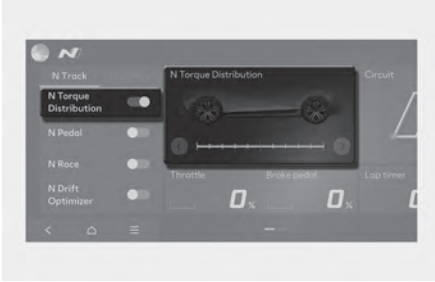 N
N Track
N Torque
Distribution
N Pedal
N Race
N Drift
Optimizer
N Torque Distribution
Circuit
Throttle
0%
Brake pedal
0%
Lap timer